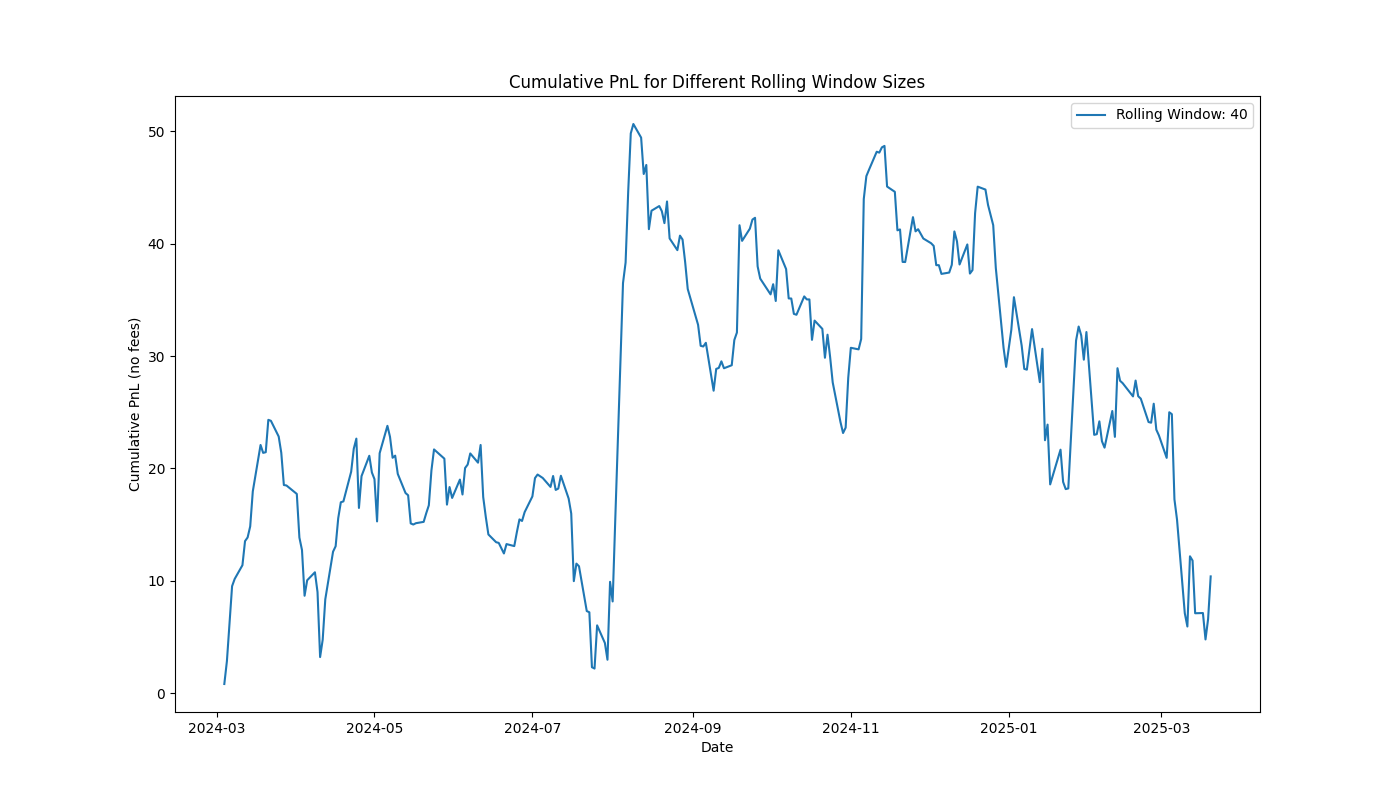 Cumulative PnL for Different Rolling Window Sizes
Rolling Window: 40
Cumulative PnL (no fees)
50
40
30
20
10
0
2024-03 2024-05 2024-07 2024-09 2024-11 2025-01 2025-03
Date